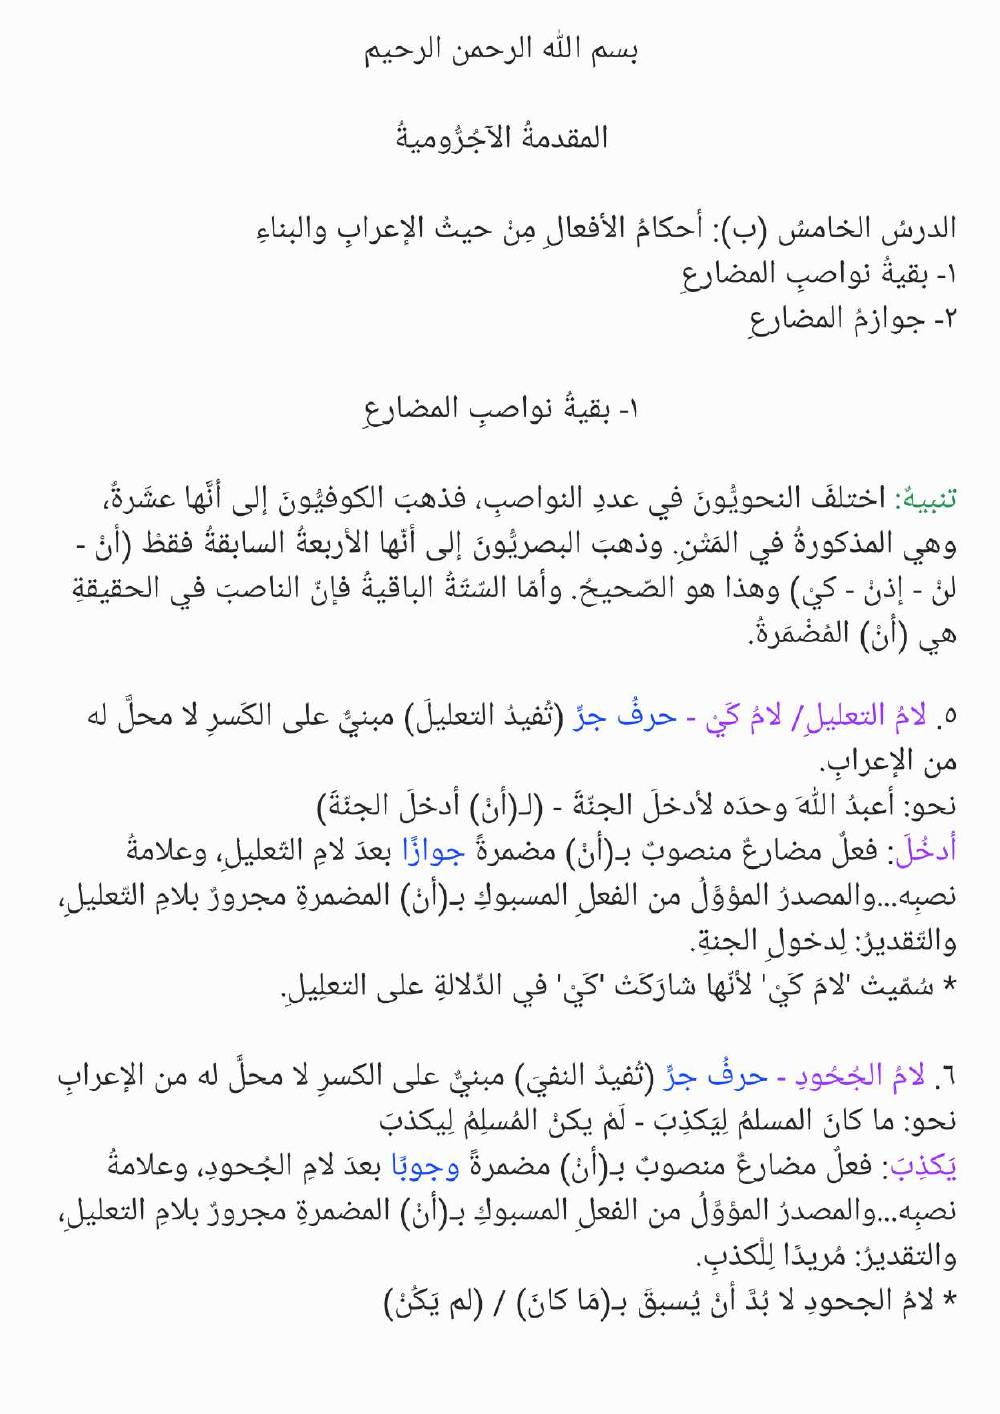 بسم الله الرحمن الرحيم
المقدمةُ الآجُرُّوميةُ
الدرسُ الخامسُ (ب): أحكامُ الأفعالِ مِنْ حيثُ الإعرابِ والبناءِ
١- بقيةُ نواصبِ المضارعِ
٢- جوازمُ المضارعِ
١- بقيةُ نواصبِ المضارعِ
تنبيهٌ: اختلفَ النحويُّونَ في عددِ النواصبِ، فذهبَ الكوفيُّونَ إلى أنَّها عشَرةٌ،
وهي المذكورةُ في المَتْنِ. وذهبَ البصريُّونَ إلى أنّها الأربعةُ السابقةُ فقطْ (أنْ -
لنْ - إذنْ - كيْ) وهذا هو الصّحيحُ. وأمّا السّتّةُ الباقيةُ فإنّ الناصبَ في الحقيقةِ
هي (أنْ) المُضْمَرةُ.
٥. لامُ التعليلِ/ لامُ كَيْ - حرفُ جرٍّ (تُفيدُ التعليلَ) مبنيٌّ على الكَسرِ لا محلَّ له
من الإعرابِ.
نحو: أعبدُ اللّهَ وحدَه لأدخلَ الجنّةَ - (لـ(أنْ) أدخلَ الجنّةَ)
أدخُلَ: فعلٌ مضارعٌ منصوبٌ بـ(أنْ) مضمرةً جوازًا بعدَ لامِ التّعليلِ، وعلامةُ
نصبِه...والمصدرُ المؤوَّلُ من الفعلِ المسبوكِ بـ(أنْ) المضمرةِ مجرورٌ بلامِ التّعليلِ،
والتّقديرُ: لِدخولِ الجنةِ.
* سُمّيتْ 'لامَ كَيْ' لأنّها شارَكَتْ 'كَيْ' في الدِّلالةِ على التعلِيلِ.
٦. لامُ الجُحُودِ - حرفُ جرٍّ (تُفيدُ النفيَ) مبنيٌّ على الكسرِ لا محلَّ له من الإعرابِ
نحو: ما كانَ المسلمُ لِيَكذِبَ - لَمْ يكنْ المُسلِمُ لِيكذبَ
يَكذِبَ: فعلٌ مضارعٌ منصوبٌ بـ(أنْ) مضمرةً وجوبًا بعدَ لامِ الجُحودِ، وعلامةُ
نصبِه...والمصدرُ المؤوَّلُ من الفعلِ المسبوكِ بـ(أنْ) المضمرةِ مجرورٌ بلامِ التعليلِ،
والتقديرُ: مُريدًا لِلْكذبِ.
* لامُ الجحودِ لا بُدَّ أنْ يُسبقَ بـ(مَا كانَ) / (لم يَكُنْ)